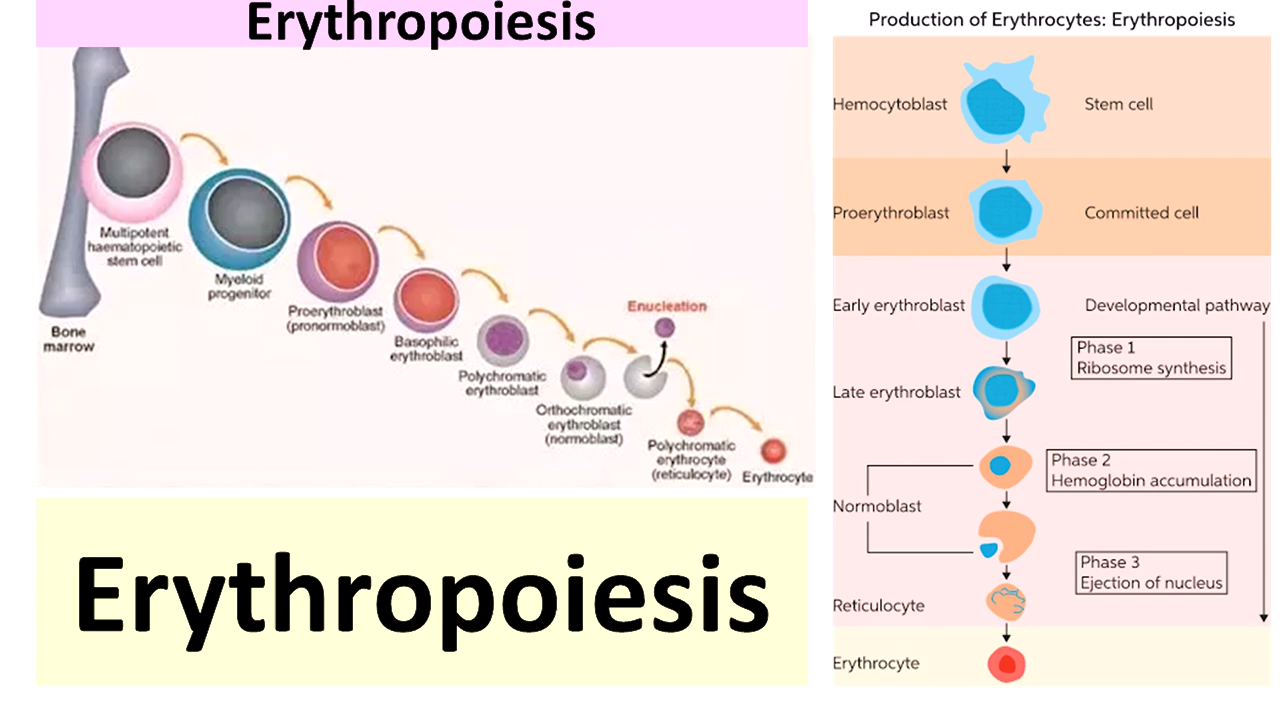 Erythropoiesis
Multipotent
haematopoietic
stem cell
Myeloid
progenitor
Proerythroblast
(pronormoblast)
Basophilic
erythroblast
Polychromatic
erythroblast
Orthochromatic
erythroblast
(normoblast)
Enucleation
Polychromatic
erythrocyte
(reticulocyte)
Erythrocyte
Bone
marrow
Erythropoiesis
Production of Erythrocytes: Erythropoiesis
Hemocytoblast
Stem cell
Proerythroblast
Committed cell
Early erythroblast
Developmental pathway
Phase 1
Ribosome synthesis
Late erythroblast
Phase 2
Hemoglobin accumulation
Normoblast
Phase 3
Ejection of nucleus
Reticulocyte
Erythrocyte